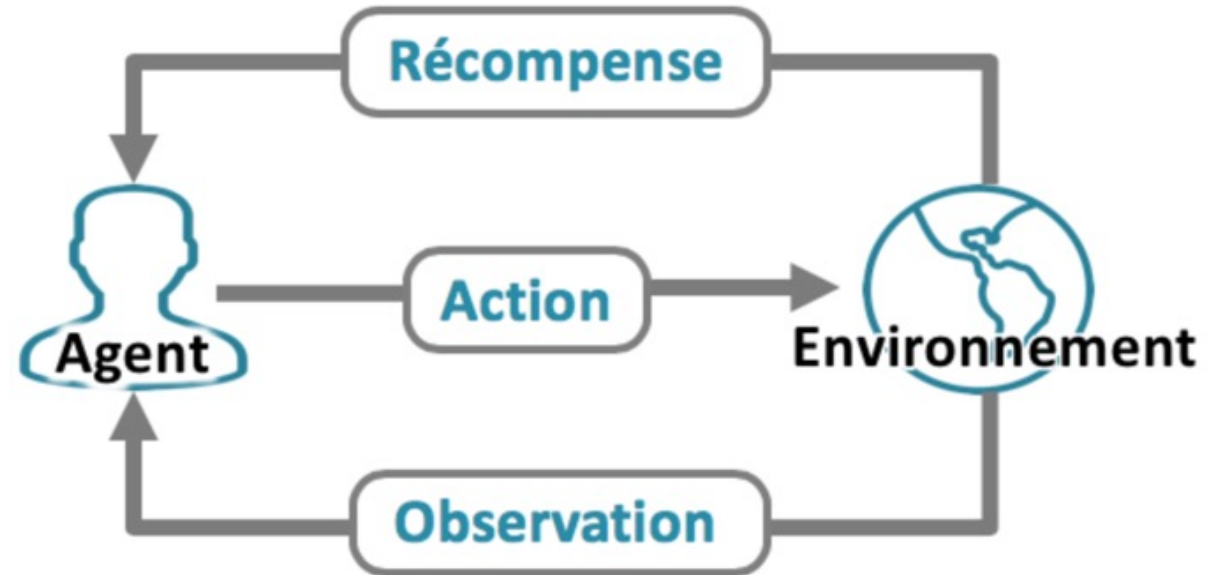 Récompense
Action
Agent
Environnement
Observation